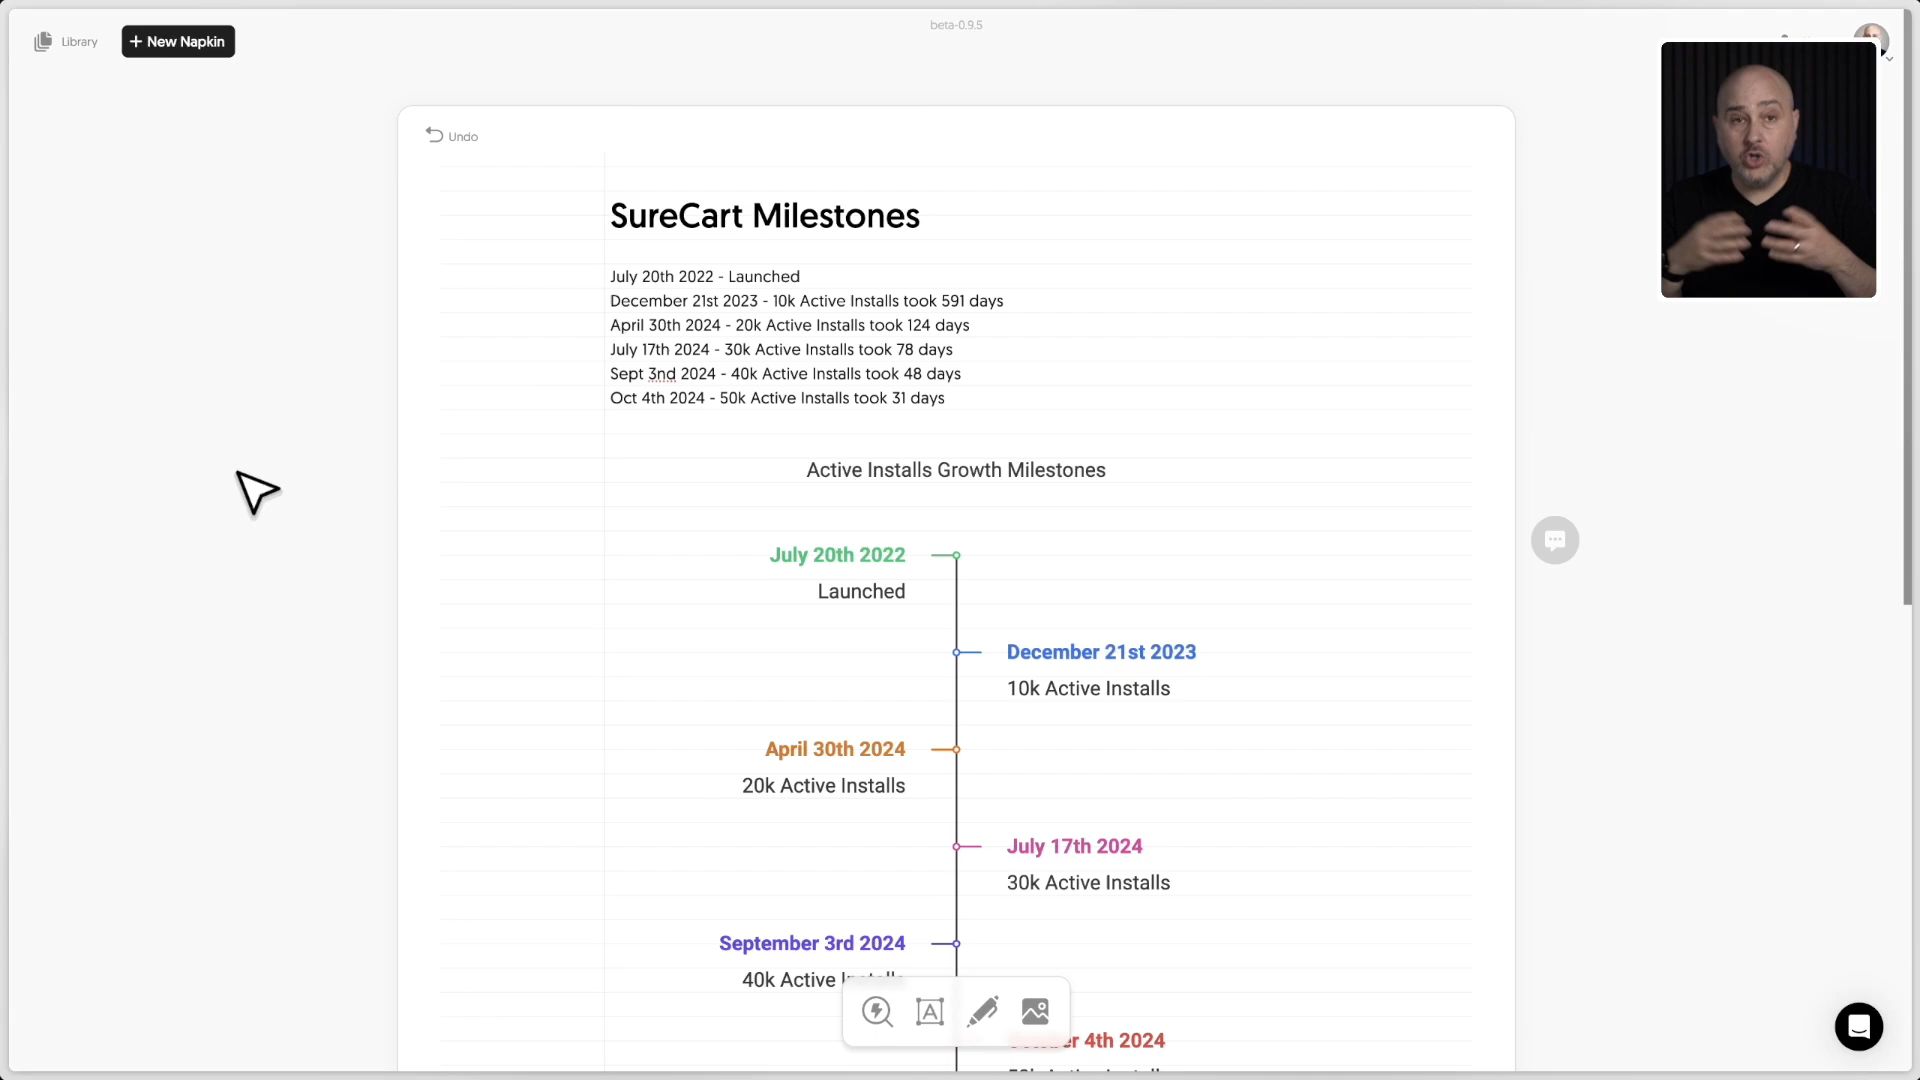 beta-0.9.5
Library
+ New Napkin
Undo
SureCart Milestones
July 20th 2022 - Launched
December 21st 2023 - 10k Active Installs took 591 days
April 30th 2024 - 20k Active Installs took 124 days
July 17th 2024 - 30k Active Installs took 78 days
Sept 3nd 2024 - 40k Active Installs took 48 days
Oct 4th 2024 - 50k Active Installs took 31 days
Active Installs Growth Milestones
July 20th 2022
Launched
December 21st 2023
10k Active Installs
April 30th 2024
20k Active Installs
July 17th 2024
30k Active Installs
September 3rd 2024
40k Active
A
4th 2024